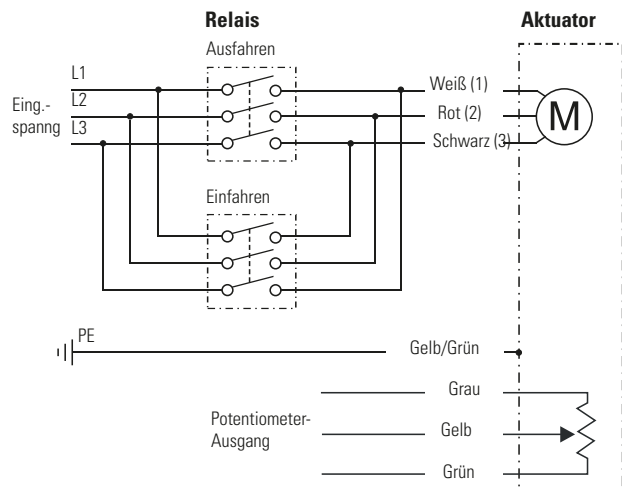 Relais
Aktuator
Ausfahren
L1
Weiß (1)
Eing.-
spanng
L2
Rot (2)
L3
Schwarz (3)
M
Einfahren
PE
Gelb/Grün
Grau
Potentiometer-
Ausgang
Gelb
Grün